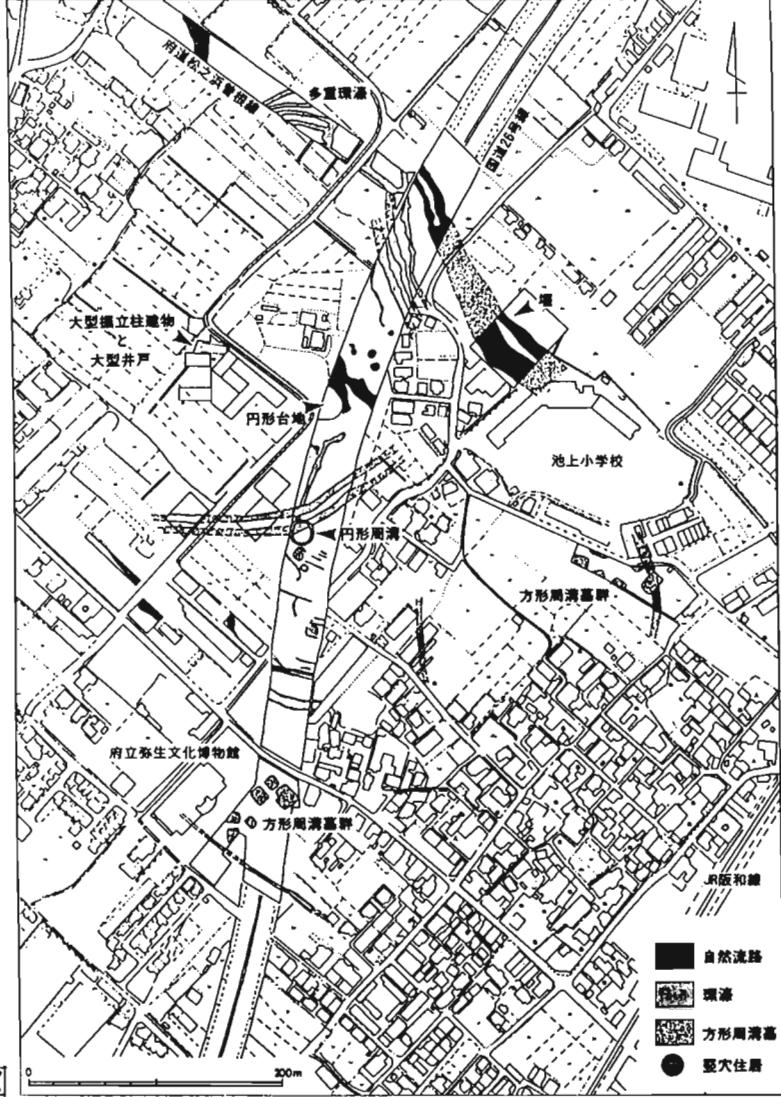 府道松之浜曽根線
多重環濠
国道26号線
堰
大型掘立柱建物
と
大型井戸
円形台地
池上小学校
円形周溝
方形周溝墓群
府立弥生文化博物館
方形周溝墓群
JR阪和線
自然流路
環濠
方形周溝墓
竪穴住居
0
200m